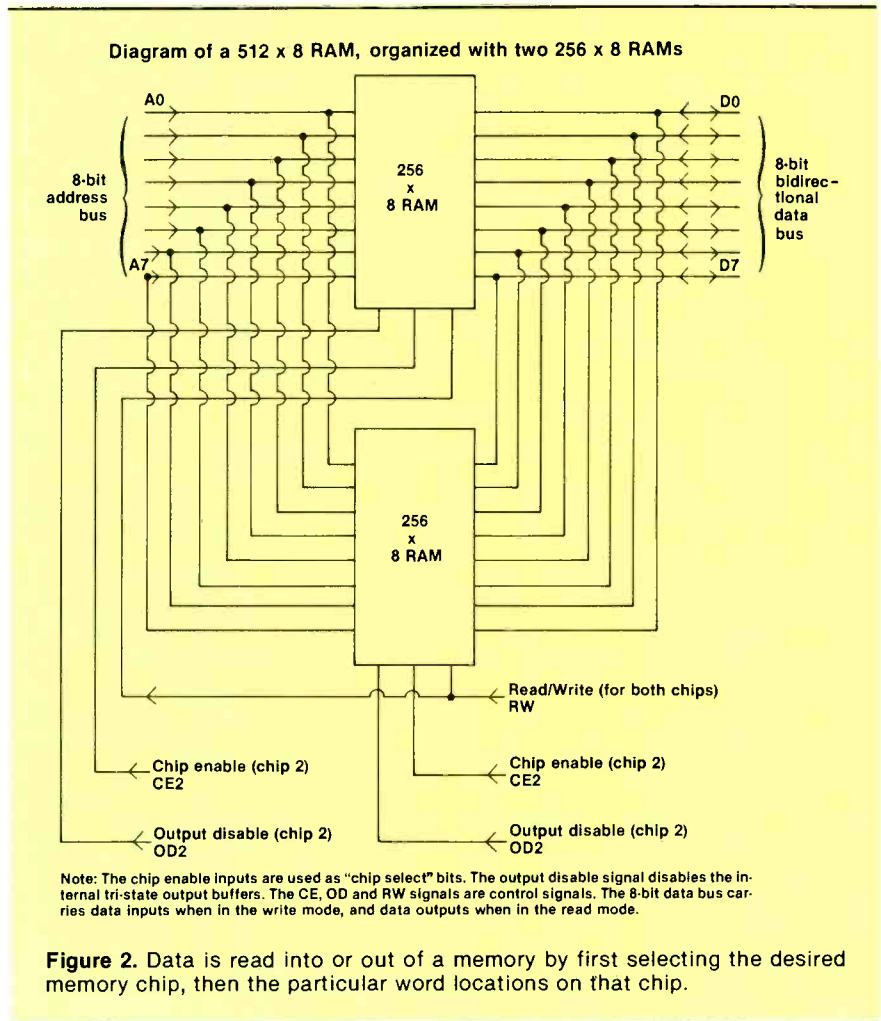 Diagram of a 512 x 8 RAM, organized with two 256 x 8 RAMs
A0
D0
8-bit
address
bus
256
x
8 RAM
8-bit
bidirec-
tional
data
bus
A7
D7
256
x
8 RAM
Read/Write (for both chips)
RW
Chip enable (chip 2)
CE2
Chip enable (chip 2)
CE2
Output disable (chip 2)
OD2
Output disable (chip 2)
OD2
Note: The chip enable inputs are used as "chip select" bits. The output disable signal disables the in-
ternal tri-state output buffers. The CE, OD and RW signals are control signals. The 8-bit data bus car-
ries data inputs when in the write mode, and data outputs when in the read mode.
Figure 2. Data is read into or out of a memory by first selecting the desired
memory chip, then the particular word locations on that chip.